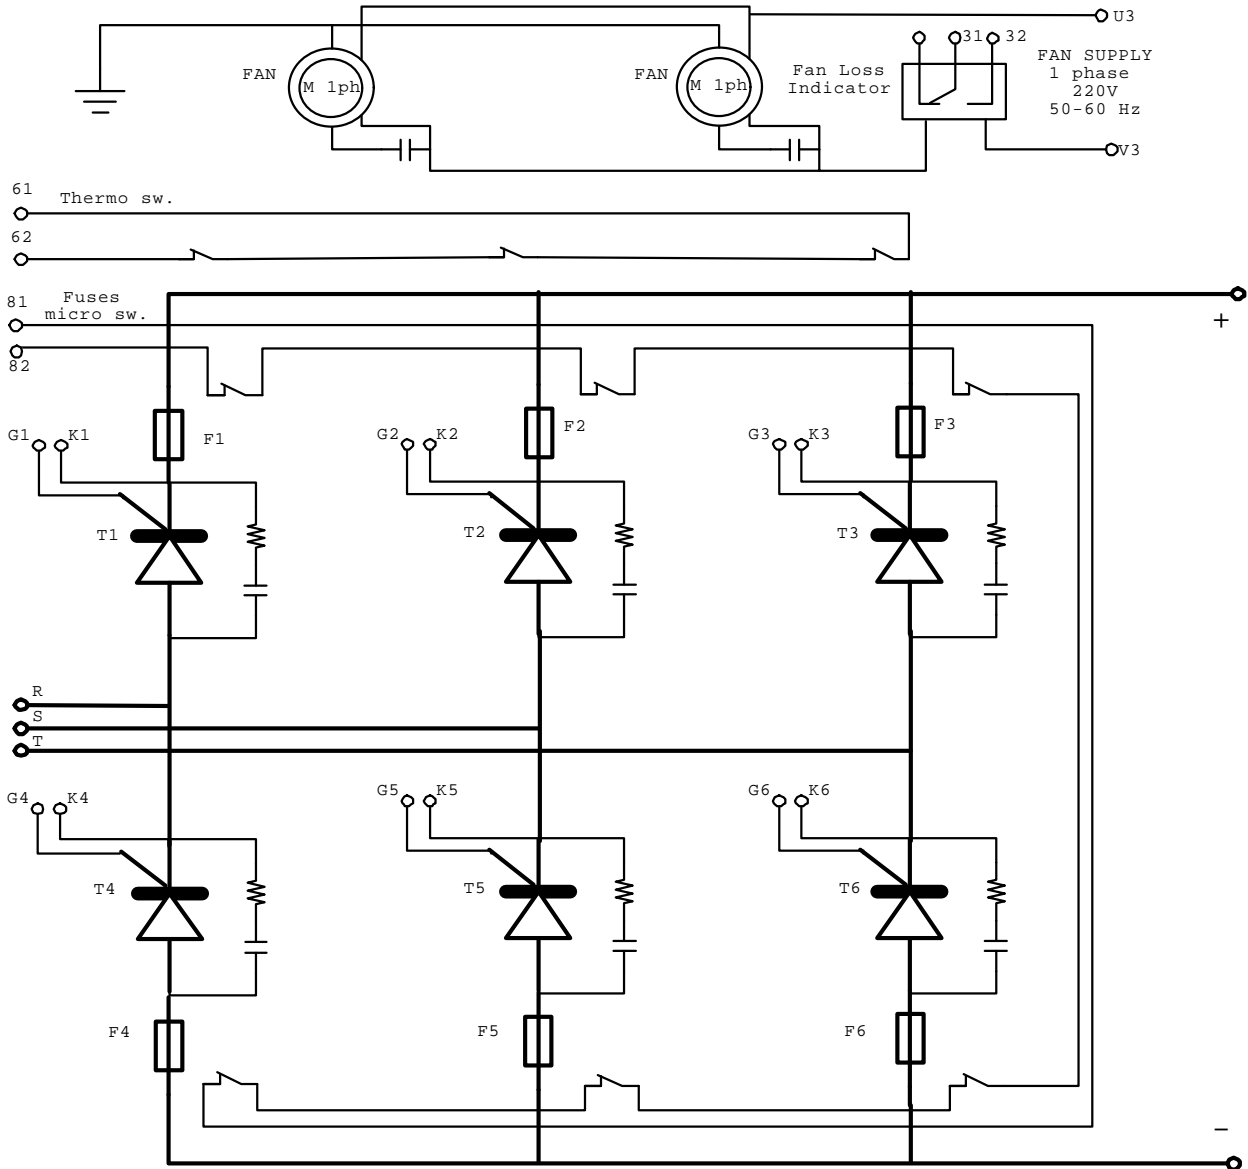 U3
31 32
FAN
M 1ph
FAN
M 1ph
Fan Loss
Indicator
FAN SUPPLY
1 phase
220V
50-60 Hz
V3
61
Thermo sw.
62
81
Fuses
micro sw.
82
+
G1 K1
F1
G2 K2
F2
G3 K3
F3
T1
T2
T3
R
S
T
G4 K4
G5 K5
G6 K6
T4
T5
T6
F4
F5
F6
−